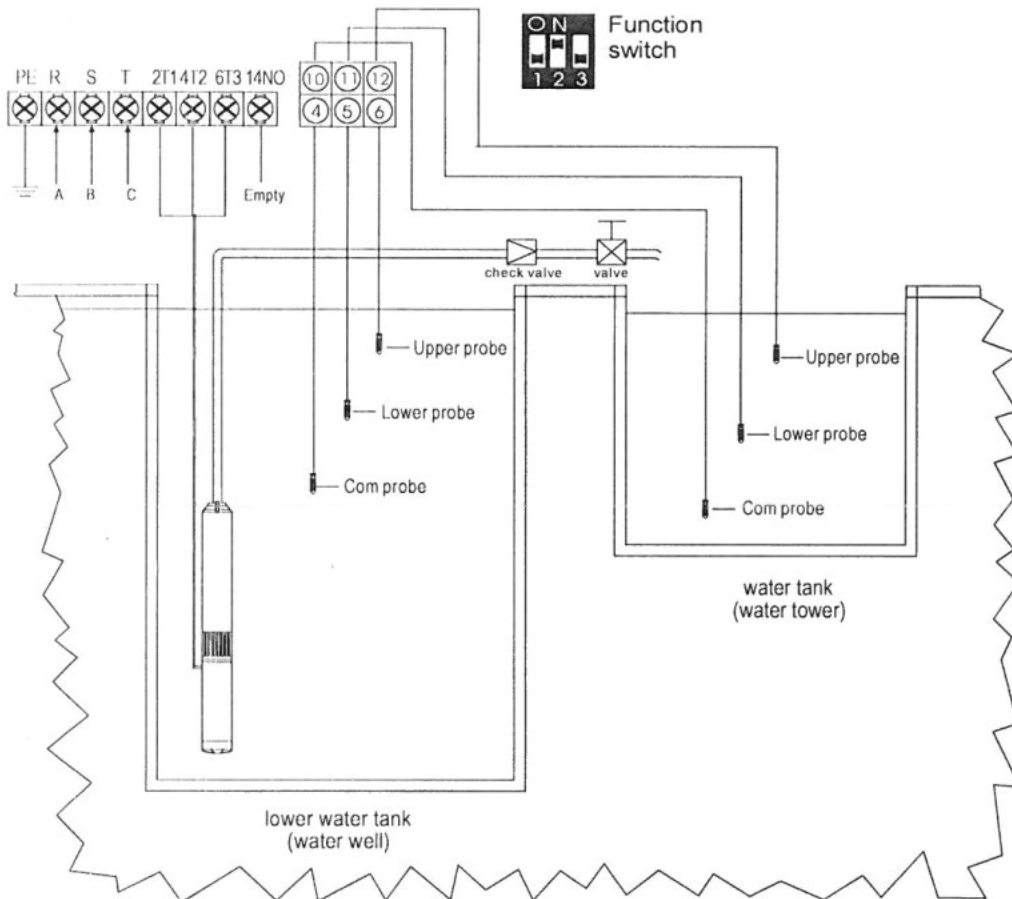 ON
Function
switch
1 2 3
PE R S T 2T1 4T2 6T3 14NO
10 11 12
4 5 6
A B C Empty
check valve
valve
Upper probe
Lower probe
Com probe
Upper probe
Lower probe
Com probe
water tank
(water tower)
lower water tank
(water well)